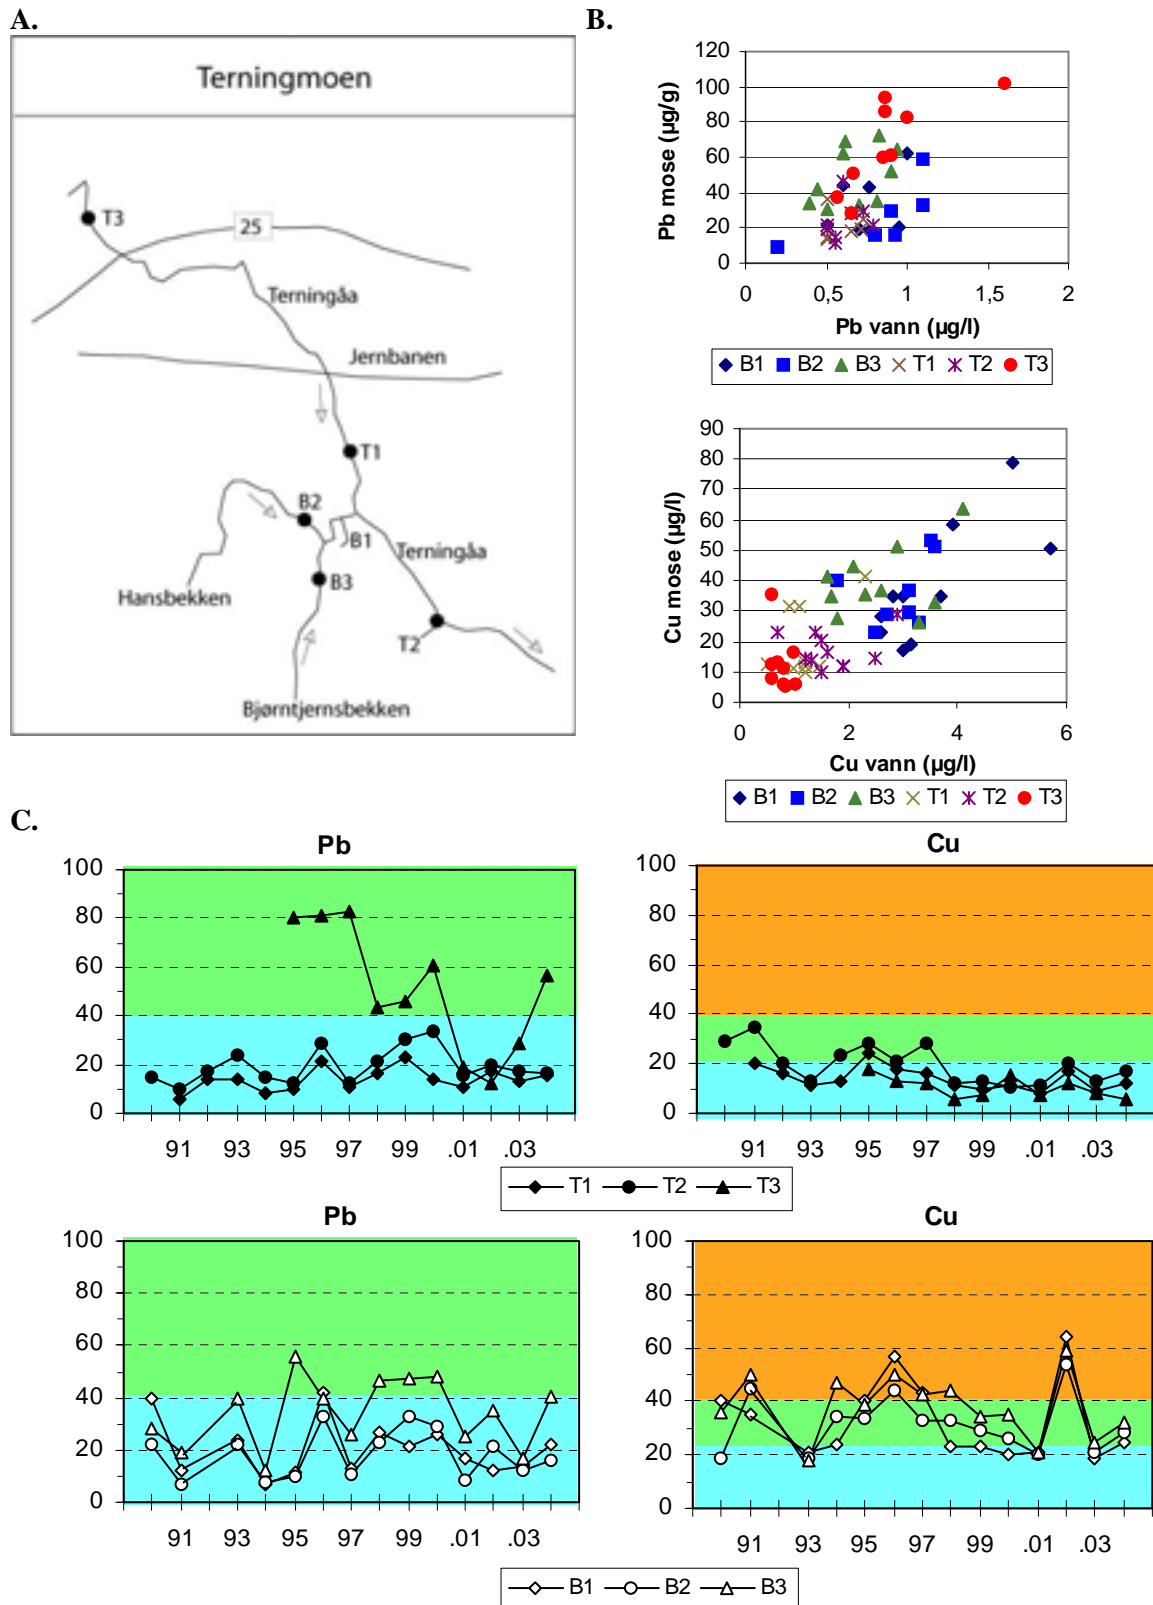 A.
Terningmoen
T3
25
Terningåa
Jernbanen
T1
B2
B1
Terningåa
B3
Hansbekken
T2
Bjørntjernsbekken
B.
120
100
80
60
40
20
0
Pb mose (µg/g)
0 0,5 1 1,5 2
Pb vann (µg/l)
B1 B2 B3 T1 T2 T3
90
80
70
60
50
40
30
20
10
0
Cu mose (µg/l)
0 2 4 6
Cu vann (µg/l)
B1 B2 B3 T1 T2 T3
C.
Pb
100
80
60
40
20
0
91 93 95 97 99 .01 .03
Cu
100
80
60
40
20
0
91 93 95 97 99 .01 .03
T1 T2 T3
Pb
100
80
60
40
20
0
91 93 95 97 99 .01 .03
Cu
100
80
60
40
20
0
91 93 95 97 99 .01 .03
B1 B2 B3